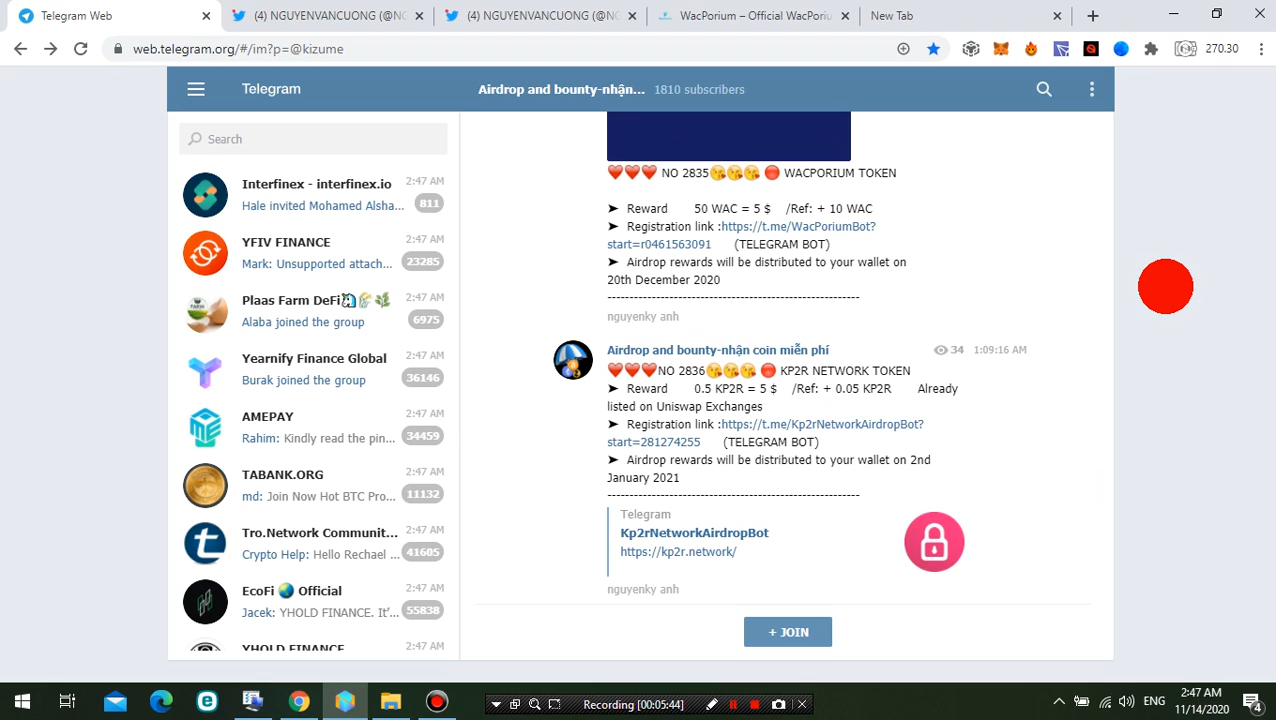 Telegram Web
(4) NGUYENVANCUONG (@NG
(4) NGUYENVANCUONG (@NG
WacPorium – Official WacPoriu
New Tab
web.telegram.org/#/im?p=@kizume
270.30
Telegram
Airdrop and bounty-nhận... 1810 subscribers
Search
Interfinex - interfinex.io 2:47 AM
Hale invited Mohamed Alsha... 811
YFIV FINANCE 2:47 AM
Mark: Unsupported attach... 23285
Plaas Farm DeFi 2:47 AM
Alaba joined the group 6975
Yearnify Finance Global 2:47 AM
Burak joined the group 36146
AMEPAY 2:47 AM
Rahim: Kindly read the pin... 34459
TABANK.ORG 2:47 AM
md: Join Now Hot BTC Pro... 11132
Tro.Network Communit... 2:47 AM
Crypto Help: Hello Rechael ... 41605
EcoFi 🌏 Official 2:47 AM
Jacek: YHOLD FINANCE. It'... 55838
YHOLD FINANCE 2:47 AM
❤️❤️❤️ NO 2835😘😘😘 🔴 WACPORIUM TOKEN
➤ Reward 50 WAC = 5 $ /Ref: + 10 WAC
➤ Registration link :https://t.me/WacPoriumBot?
start=r0461563091 (TELEGRAM BOT)
➤ Airdrop rewards will be distributed to your wallet on
20th December 2020
----------------------------------------------------------
nguyenky anh
Airdrop and bounty-nhận coin miễn phí 34 1:09:16 AM
❤️❤️❤️NO 2836😘😘😘 🔴 KP2R NETWORK TOKEN
➤ Reward 0.5 KP2R = 5 $ /Ref: + 0.05 KP2R Already
listed on Uniswap Exchanges
➤ Registration link :https://t.me/Kp2rNetworkAirdropBot?
start=281274255 (TELEGRAM BOT)
➤ Airdrop rewards will be distributed to your wallet on 2nd
January 2021
----------------------------------------------------------
Telegram
Kp2rNetworkAirdropBot
https://kp2r.network/
nguyenky anh
+ JOIN
Recording [00:05:44]
ENG
2:47 AM
11/14/2020
4